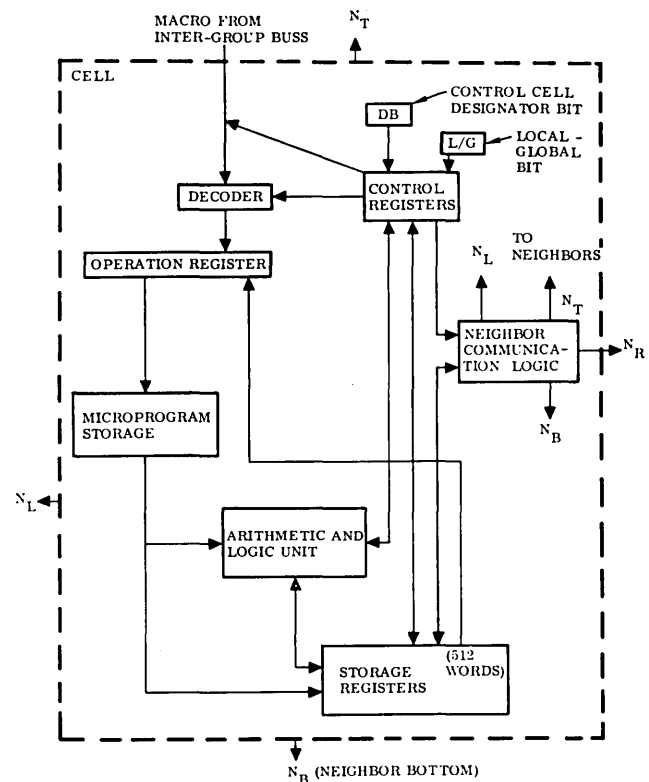 MACRO FROM
INTER-GROUP BUSS
N_T
CELL
CONTROL CELL
DESIGNATOR BIT
DB
L/G
LOCAL -
GLOBAL
BIT
CONTROL
REGISTERS
DECODER
OPERATION REGISTER
N_L
TO
NEIGHBORS
N_T
NEIGHBOR
COMMUNICA-
TION LOGIC
N_R
N_B
MICROPROGRAM
STORAGE
N_L
ARITHMETIC AND
LOGIC UNIT
(512
WORDS)
STORAGE
REGISTERS
N_B (NEIGHBOR BOTTOM)